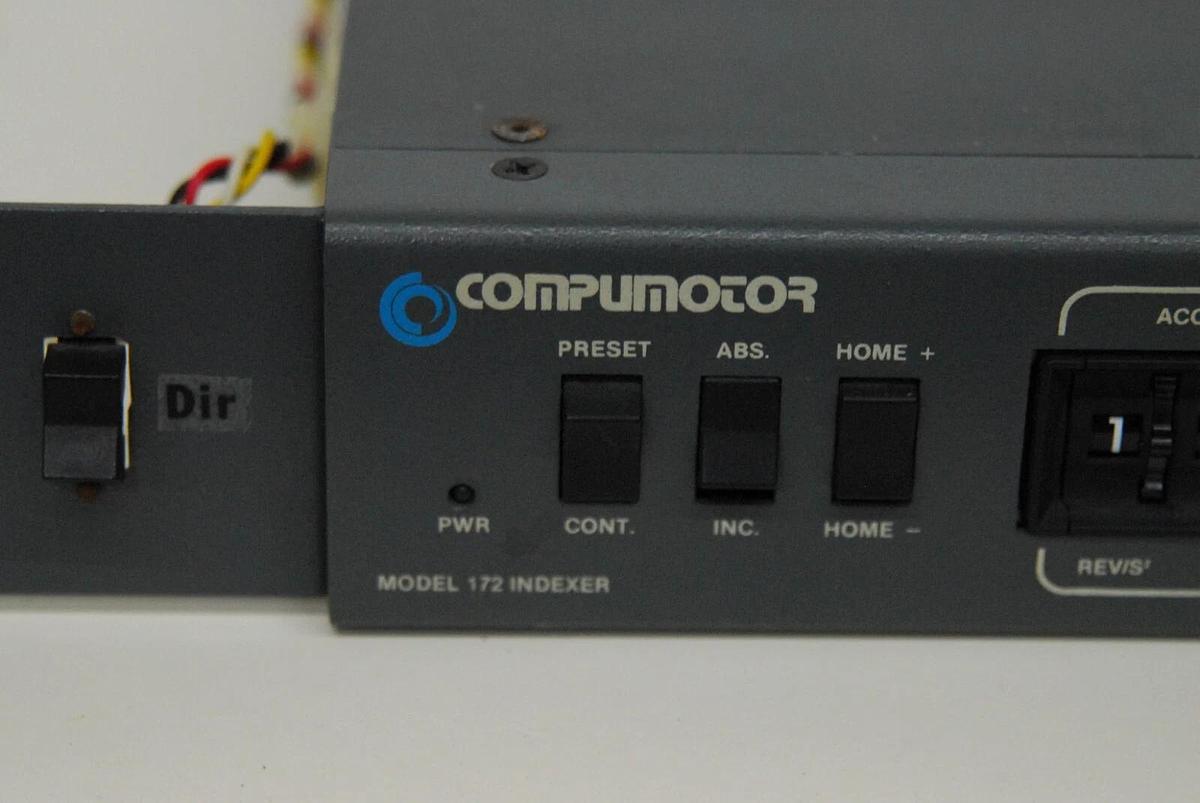 COMPUMOTOR
PRESET ABS. HOME +
ACC
Dir
1
PWR CONT. INC. HOME -
REV/S²
MODEL 172 INDEXER